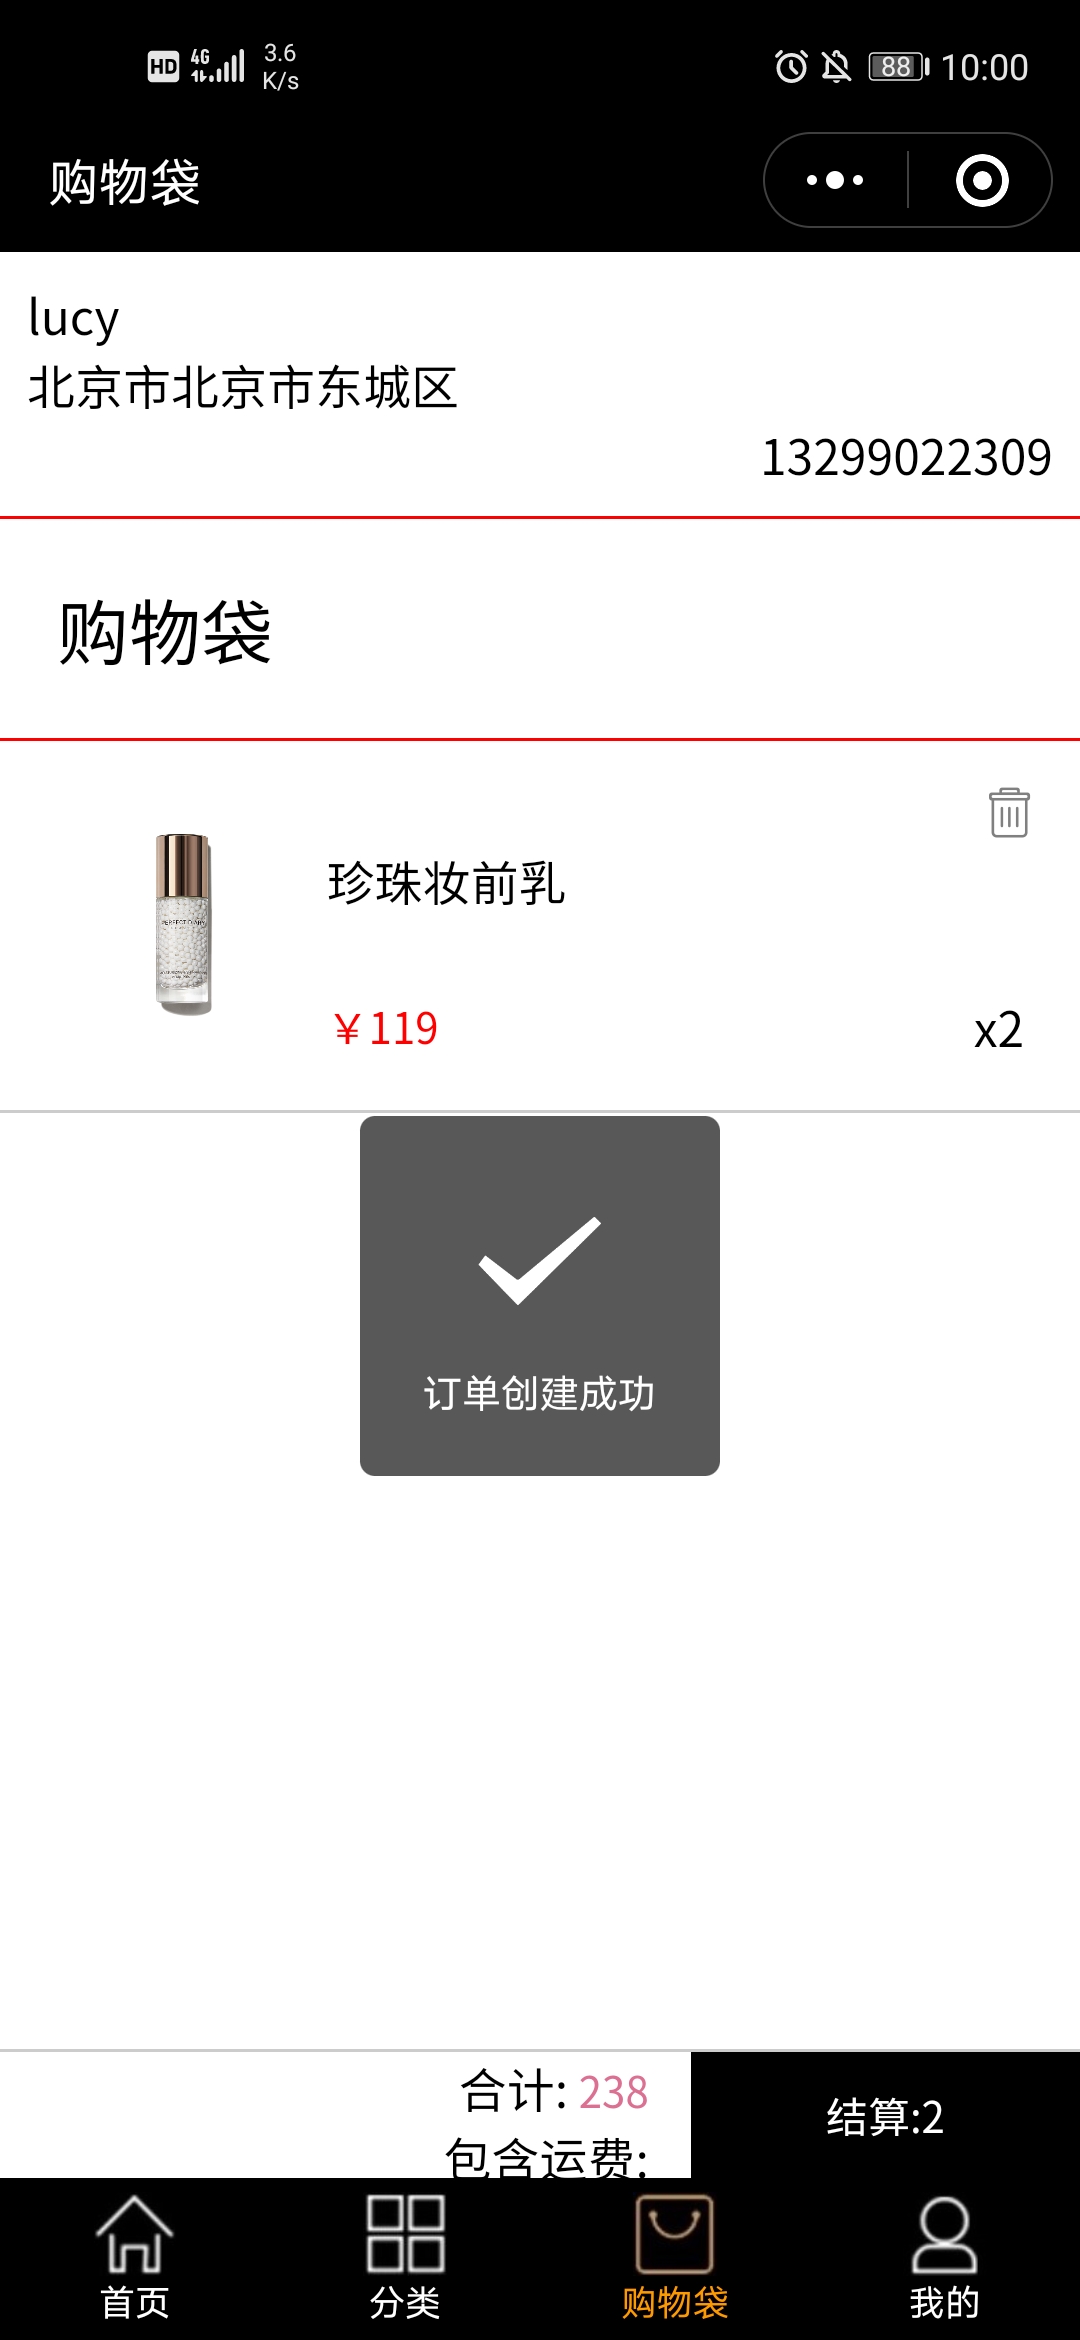 HD 4G 3.6 K/s 88 10:00
购物袋
lucy
北京市北京市东城区
13299022309
购物袋
珍珠妆前乳
PERFECT DIARY
￥119
x2
订单创建成功
合计: 238
结算:2
包含运费:
首页 分类 购物袋 我的